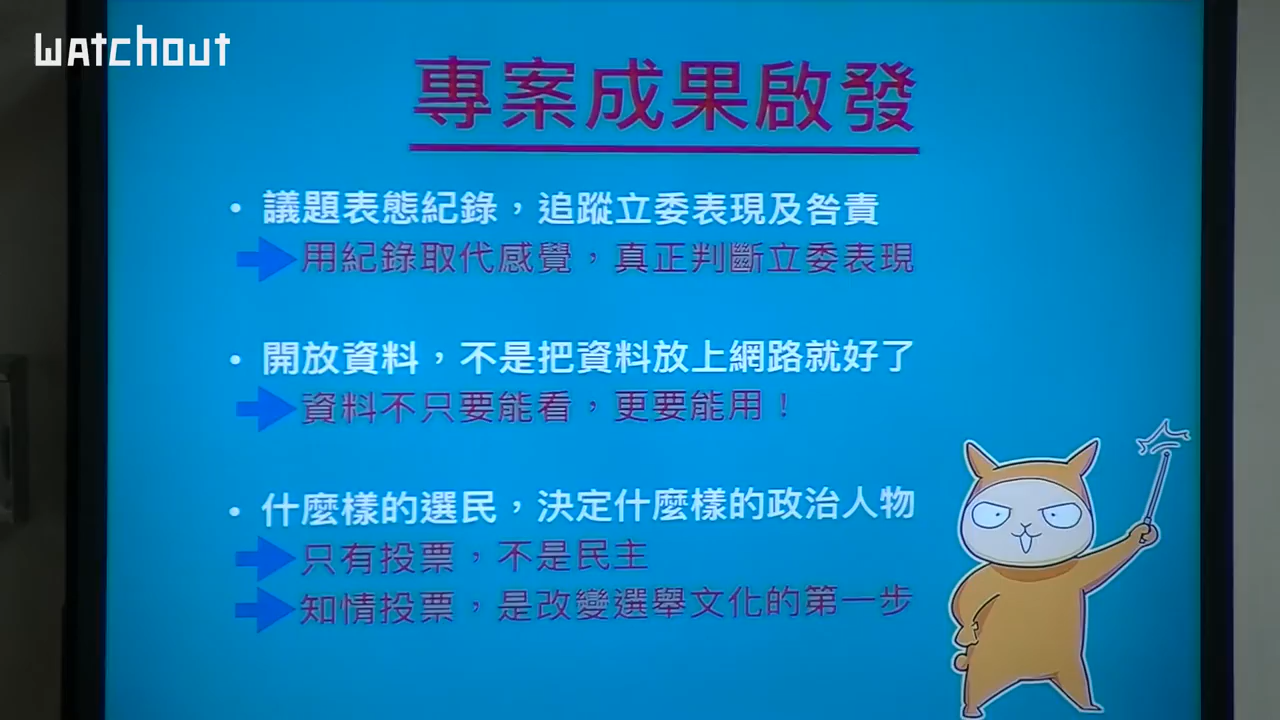 watchout
專案成果啟發
• 議題表態紀錄，追蹤立委表現及咎責
用紀錄取代感覺，真正判斷立委表現
• 開放資料，不是把資料放上網路就好了
資料不只要能看，更要能用！
• 什麼樣的選民，決定什麼樣的政治人物
只有投票，不是民主
知情投票，是改變選舉文化的第一步